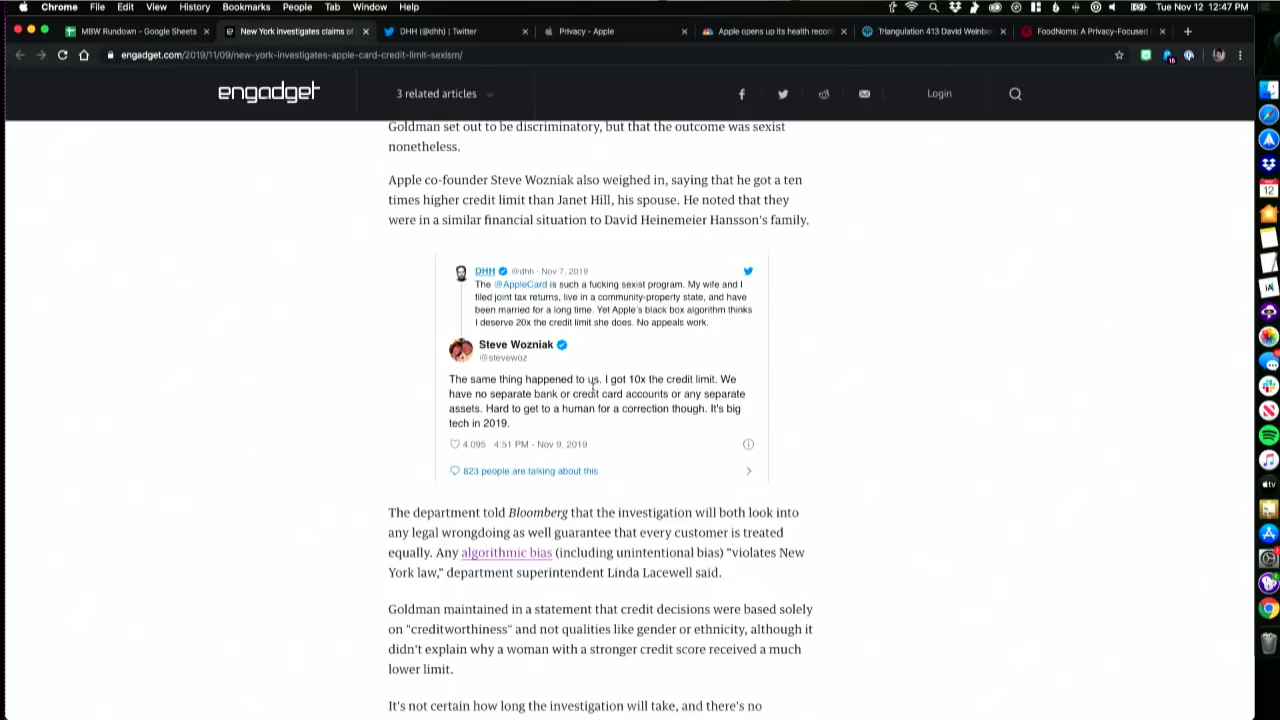 Chrome File Edit View History Bookmarks People Tab Window Help Tue Nov 12 12:47 PM
MBW Rundown - Google Sheets New York investigates claims of DHH (@dhh) | Twitter Privacy - Apple Apple opens up its health record Triangulation 413 David Weinber FoodNoms: A Privacy-Focused
engadget.com/2019/11/09/new-york-investigates-apple-card-credit-limit-sexism/
engadget 3 related articles Login
Goldman set out to be discriminatory, but that the outcome was sexist
nonetheless.
Apple co-founder Steve Wozniak also weighed in, saying that he got a ten
times higher credit limit than Janet Hill, his spouse. He noted that they
were in a similar financial situation to David Heinemeier Hansson's family.
DHH @dhh · Nov 7, 2019
The @AppleCard is such a fucking sexist program. My wife and I
filed joint tax returns, live in a community-property state, and have
been married for a long time. Yet Apple's black box algorithm thinks
I deserve 20x the credit limit she does. No appeals work.
Steve Wozniak
@stevewoz
The same thing happened to us. I got 10x the credit limit. We
have no separate bank or credit card accounts or any separate
assets. Hard to get to a human for a correction though. It's big
tech in 2019.
4,095 4:51 PM - Nov 9, 2019
823 people are talking about this
The department told Bloomberg that the investigation will both look into
any legal wrongdoing as well guarantee that every customer is treated
equally. Any algorithmic bias (including unintentional bias) "violates New
York law," department superintendent Linda Lacewell said.
Goldman maintained in a statement that credit decisions were based solely
on "creditworthiness" and not qualities like gender or ethnicity, although it
didn't explain why a woman with a stronger credit score received a much
lower limit.
It's not certain how long the investigation will take, and there's no
12
iA
tv